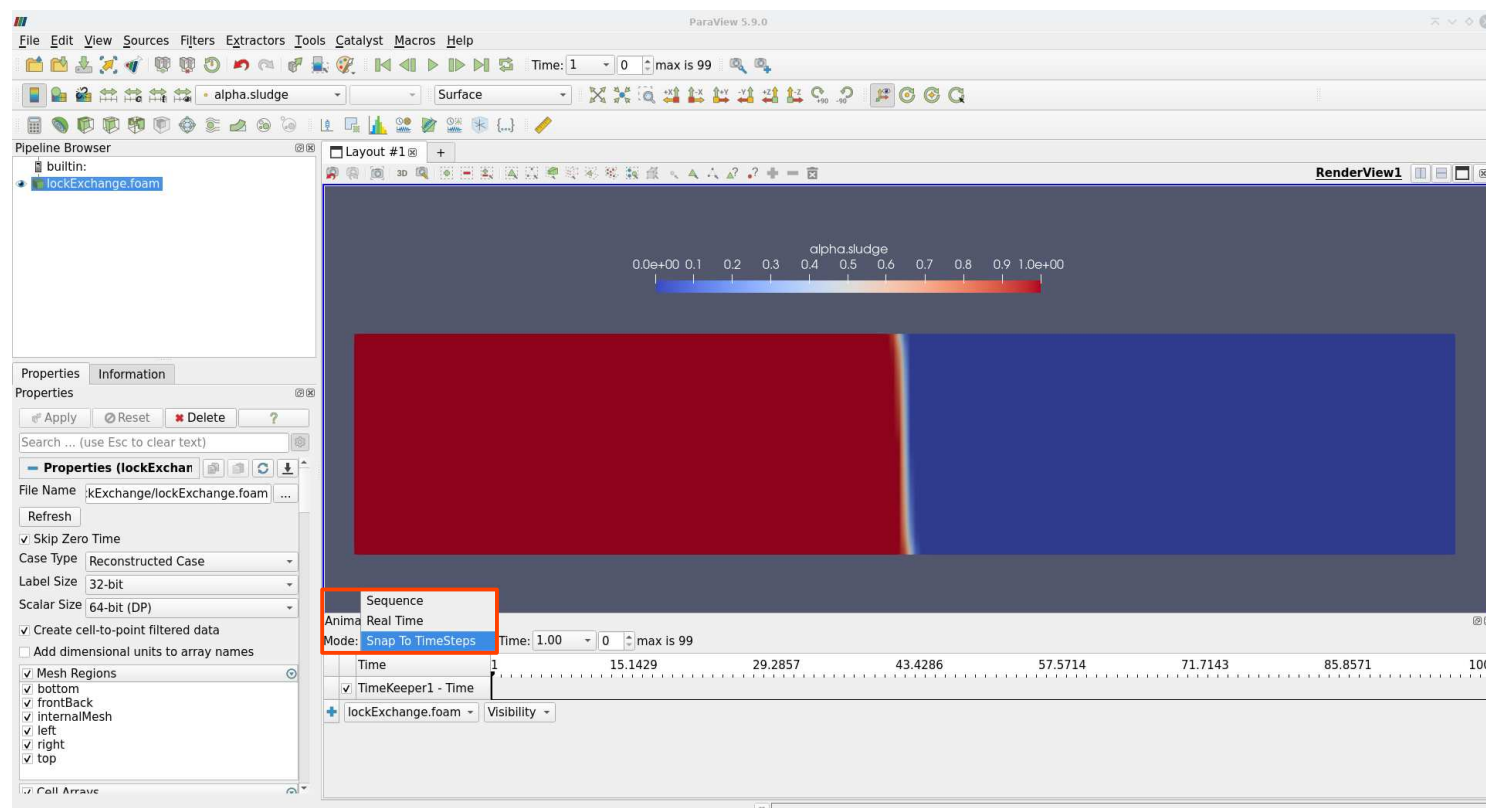 ParaView 5.9.0
File Edit View Sources Filters Extractors Tools Catalyst Macros Help
Time: 1 0 max is 99
alpha.sludge Surface
+X -X +Y -Y +Z -Z +90 -90
Pipeline Browser
Layout #1 +
builtin:
3D RenderView1
lockExchange.foam
alpha.sludge
0.0e+00 0.1 0.2 0.3 0.4 0.5 0.6 0.7 0.8 0.9 1.0e+00
Properties Information
Properties
Apply Reset Delete ?
Search ... (use Esc to clear text)
Properties (lockExchan
File Name :kExchange/lockExchange.foam ...
Refresh
Skip Zero Time
Case Type Reconstructed Case
Label Size 32-bit
Scalar Size 64-bit (DP)
Create cell-to-point filtered data
Add dimensional units to array names
Mesh Regions
bottom
frontBack
internalMesh
left
right
top
Cell Arrays
Sequence
Anima Real Time
Mode: Snap To TimeSteps Time: 1.00 0 max is 99
Time 1 15.1429 29.2857 43.4286 57.5714 71.7143 85.8571 100
TimeKeeper1 - Time
lockExchange.foam Visibility